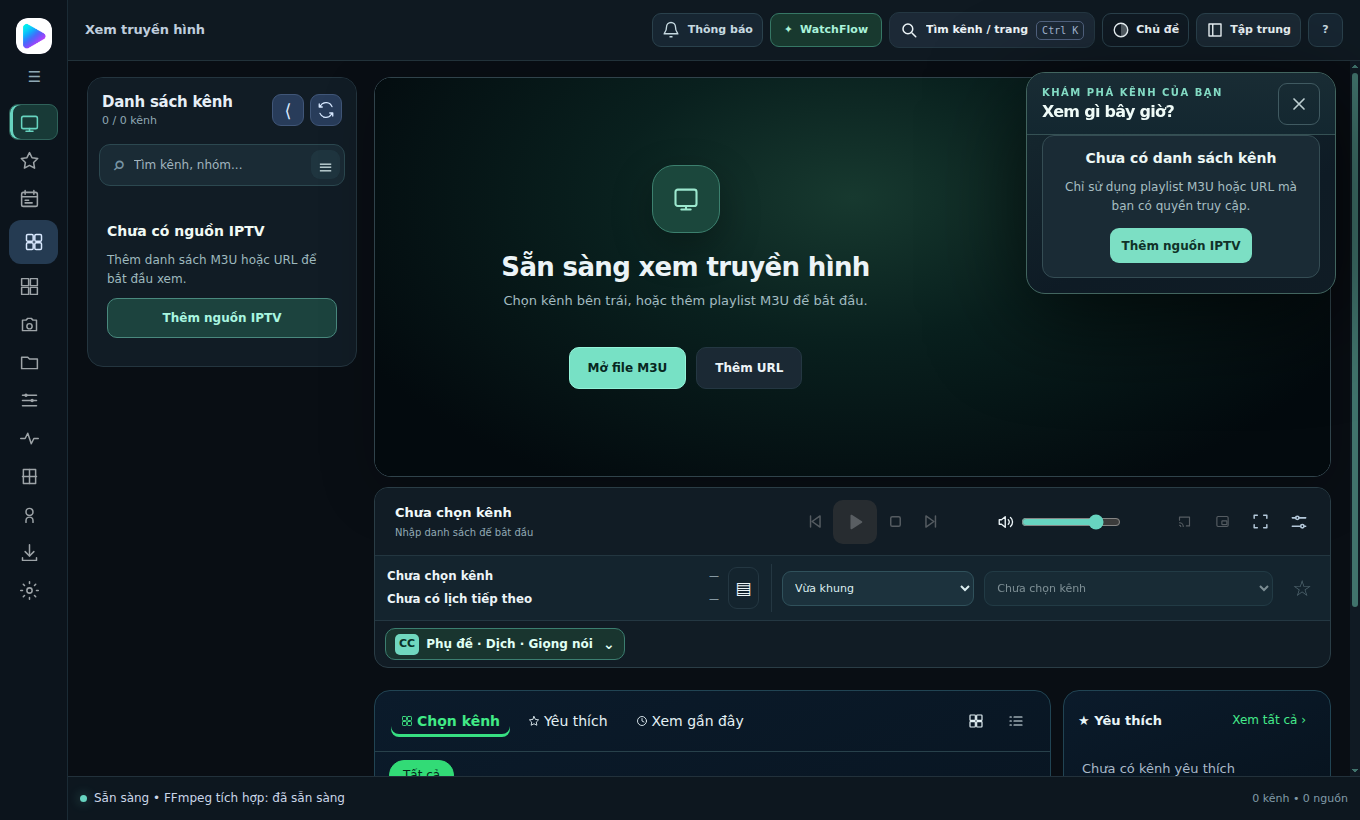 Xem truyền hình
Thông báo
✦ WatchFlow
Tìm kênh / trang Ctrl K
Chủ đề
Tập trung
?
Danh sách kênh
0 / 0 kênh
Tìm kênh, nhóm...
Chưa có nguồn IPTV
Thêm danh sách M3U hoặc URL để
bắt đầu xem.
Thêm nguồn IPTV
Sẵn sàng xem truyền hình
Chọn kênh bên trái, hoặc thêm playlist M3U để bắt đầu.
Mở file M3U
Thêm URL
KHÁM PHÁ KÊNH CỦA BẠN
Xem gì bây giờ?
Chưa có danh sách kênh
Chỉ sử dụng playlist M3U hoặc URL mà
bạn có quyền truy cập.
Thêm nguồn IPTV
Chưa chọn kênh
Nhập danh sách để bắt đầu
Chưa chọn kênh —
Chưa có lịch tiếp theo —
Vừa khung
Chưa chọn kênh
CC Phụ đề · Dịch · Giọng nói
Chọn kênh
Yêu thích
Xem gần đây
Tất cả
★ Yêu thích
Xem tất cả ›
Chưa có kênh yêu thích
Sẵn sàng • FFmpeg tích hợp: đã sẵn sàng
0 kênh • 0 nguồn